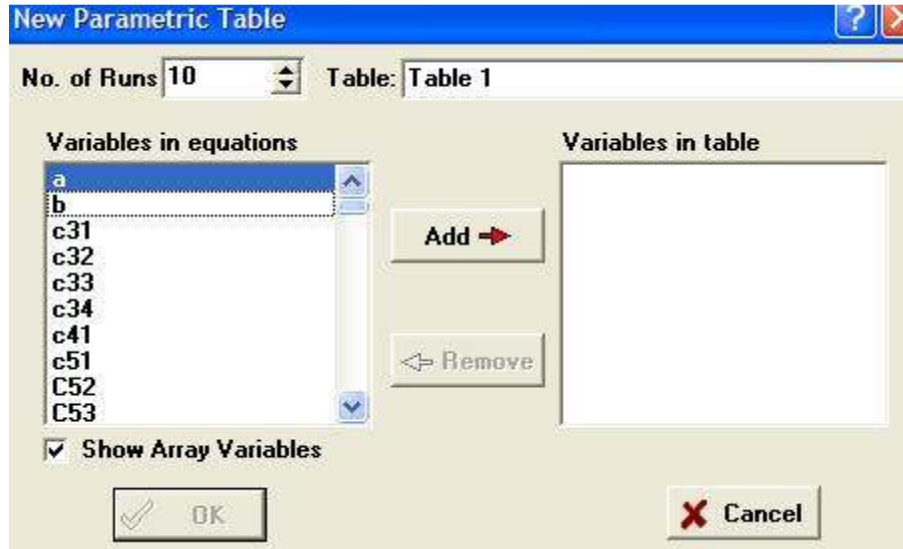 New Parametric Table
No. of Runs 10 Table: Table 1
Variables in equations Variables in table
a
b
c31
c32
c33
c34
c41
c51
C52
C53
Add
Remove
Show Array Variables
OK Cancel